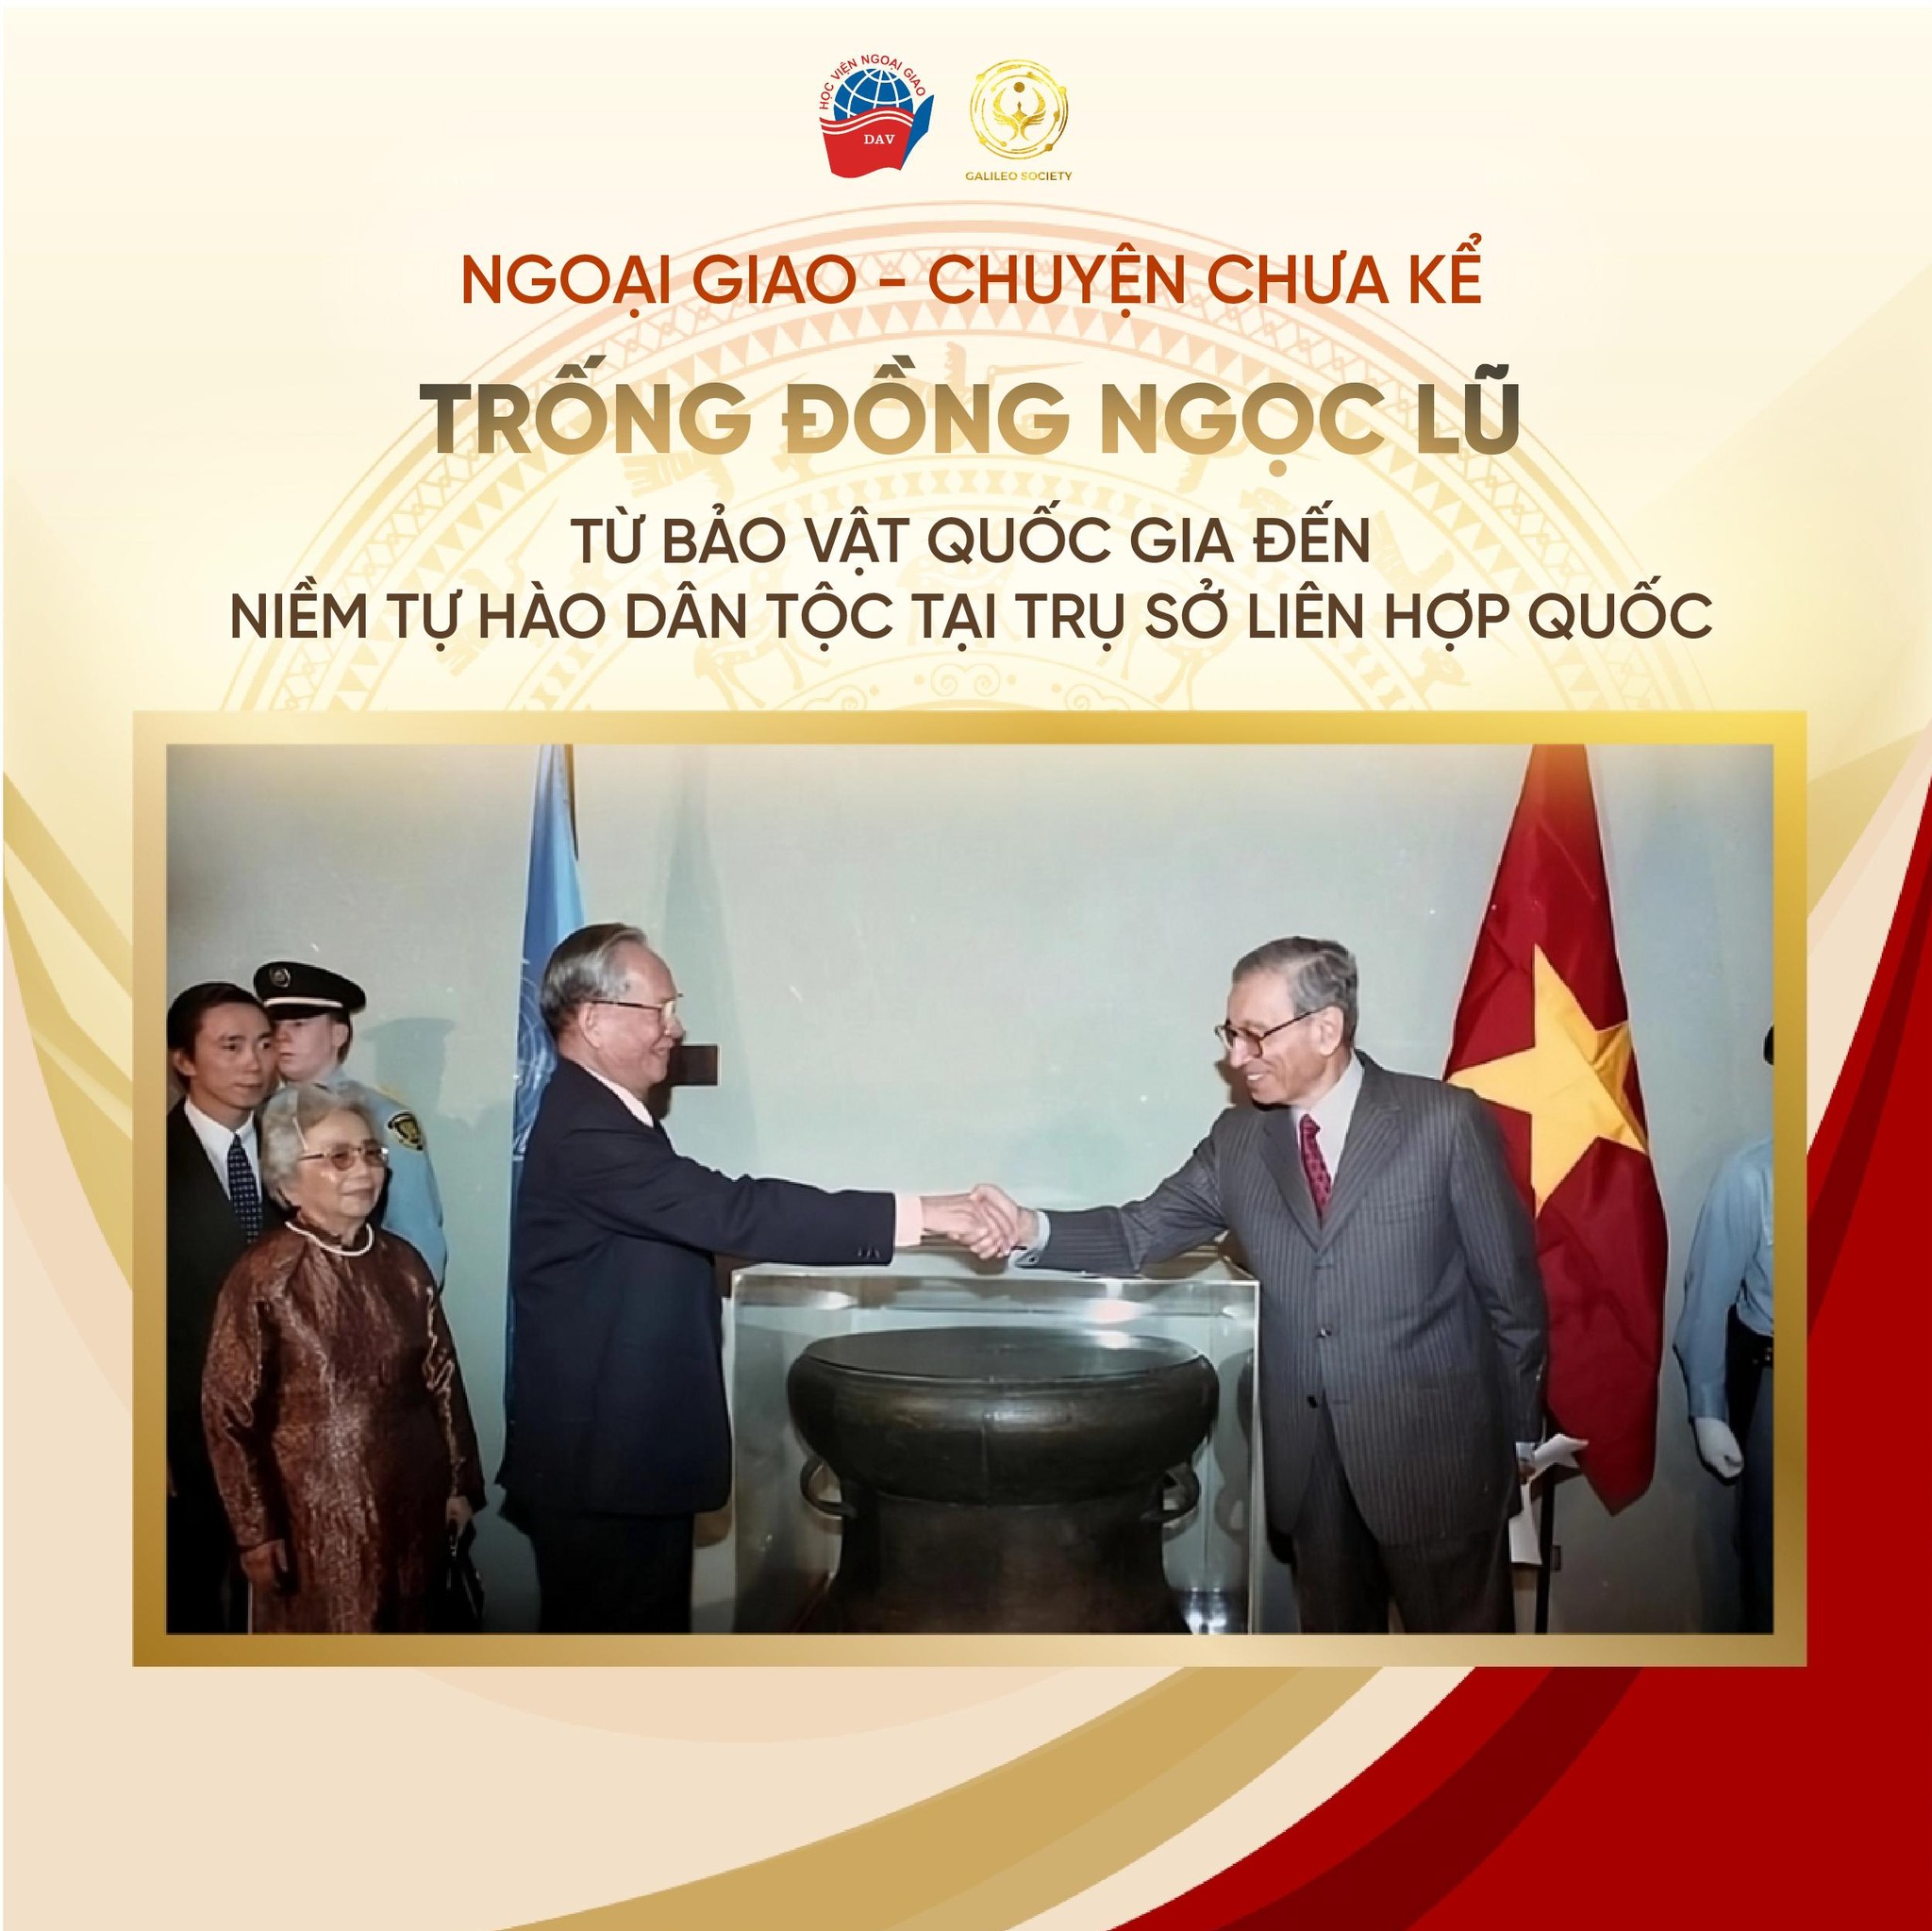 HỌC VIỆN NGOẠI GIAO
DAV
GALILEO SOCIETY
NGOẠI GIAO - CHUYỆN CHƯA KỂ
TRỐNG ĐỒNG NGỌC LŨ
TỪ BẢO VẬT QUỐC GIA ĐẾN
NIỀM TỰ HÀO DÂN TỘC TẠI TRỤ SỞ LIÊN HỢP QUỐC